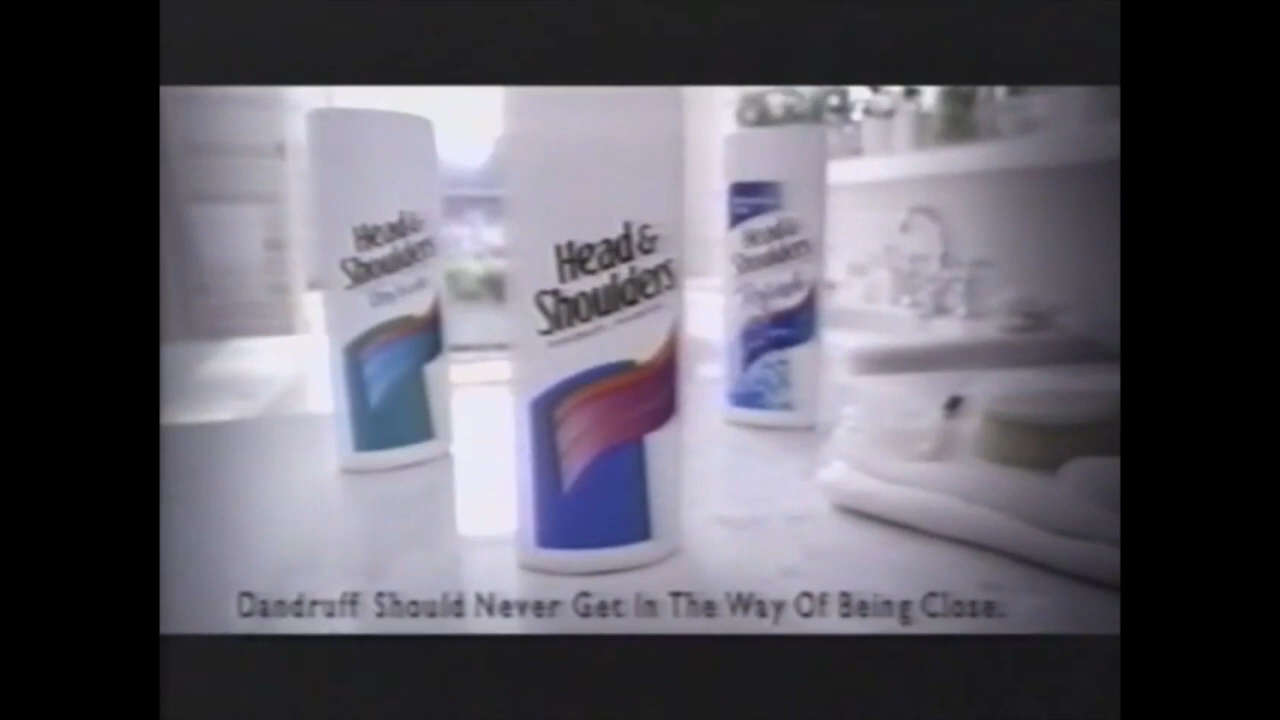 Head &
Shoulders
Head &
Shoulders
Head &
Shoulders
Dandruff Should Never Get In The Way Of Being Close.